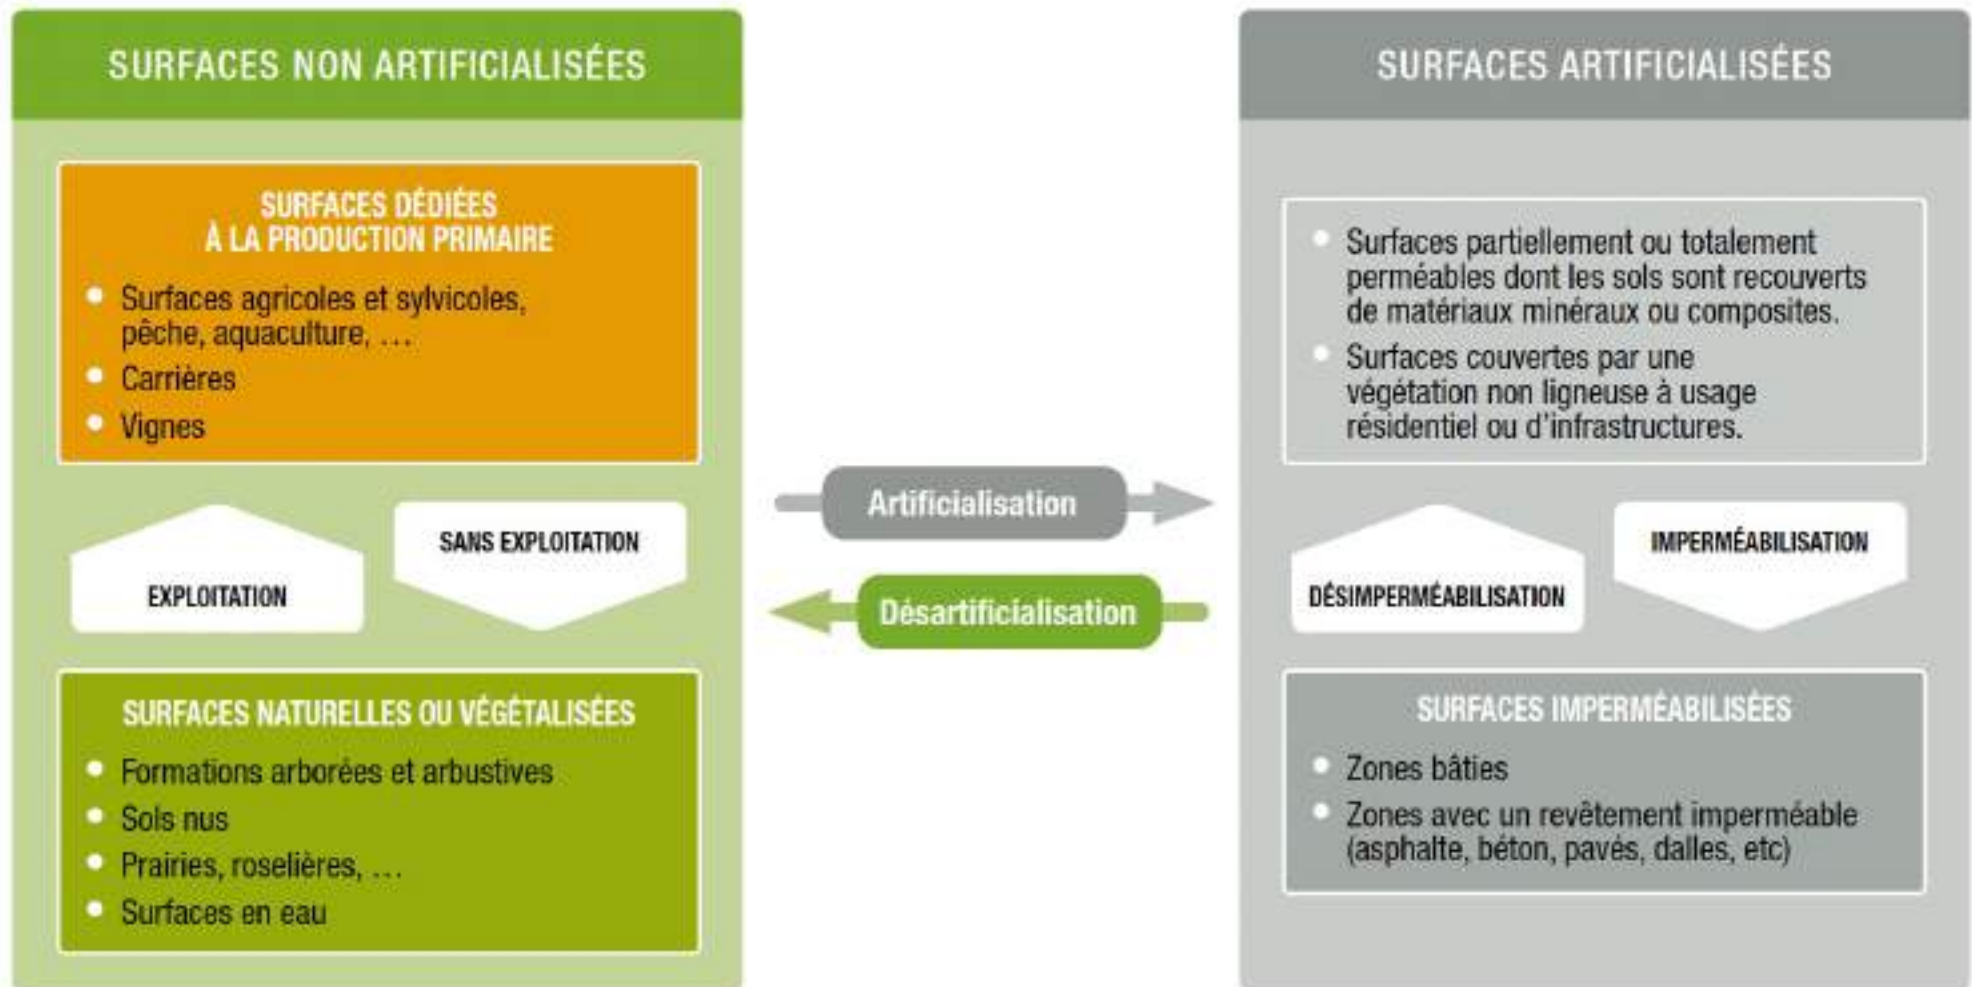 SURFACES NON ARTIFICIALISÉES
SURFACES DÉDIÉES
À LA PRODUCTION PRIMAIRE
Surfaces agricoles et sylvicoles,
pêche, aquaculture, …
Carrières
Vignes
EXPLOITATION
SANS EXPLOITATION
SURFACES NATURELLES OU VÉGÉTALISÉES
Formations arborées et arbustives
Sols nus
Prairies, roselières, …
Surfaces en eau
Artificialisation
Désartificialisation
SURFACES ARTIFICIALISÉES
Surfaces partiellement ou totalement
perméables dont les sols sont recouverts
de matériaux minéraux ou composites.
Surfaces couvertes par une
végétation non ligneuse à usage
résidentiel ou d'infrastructures.
DÉSIMPERMÉABILISATION
IMPERMÉABILISATION
SURFACES IMPERMÉABILISÉES
Zones bâties
Zones avec un revêtement imperméable
(asphalte, béton, pavés, dalles, etc)